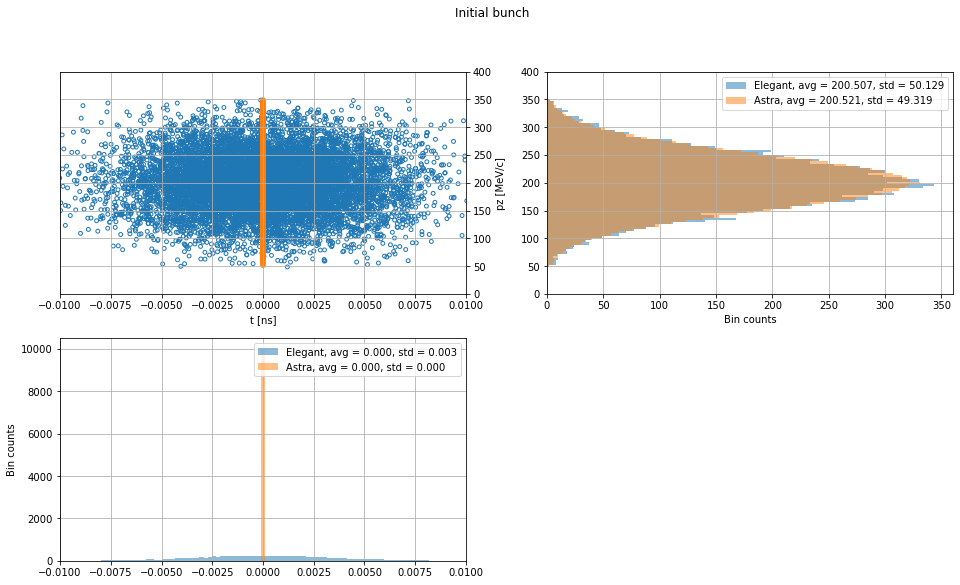 Initial bunch
400
350
300
250
200
150
100
50
0
pz [MeV/c]
−0.0100 −0.0075 −0.0050 −0.0025 0.0000 0.0025 0.0050 0.0075 0.0100
t [ns]
Elegant, avg = 200.507, std = 50.129
Astra, avg = 200.521, std = 49.319
400
350
300
250
200
150
100
50
0
0 50 100 150 200 250 300 350
Bin counts
Elegant, avg = 0.000, std = 0.003
Astra, avg = 0.000, std = 0.000
10000
8000
6000
4000
2000
0
Bin counts
−0.0100 −0.0075 −0.0050 −0.0025 0.0000 0.0025 0.0050 0.0075 0.0100